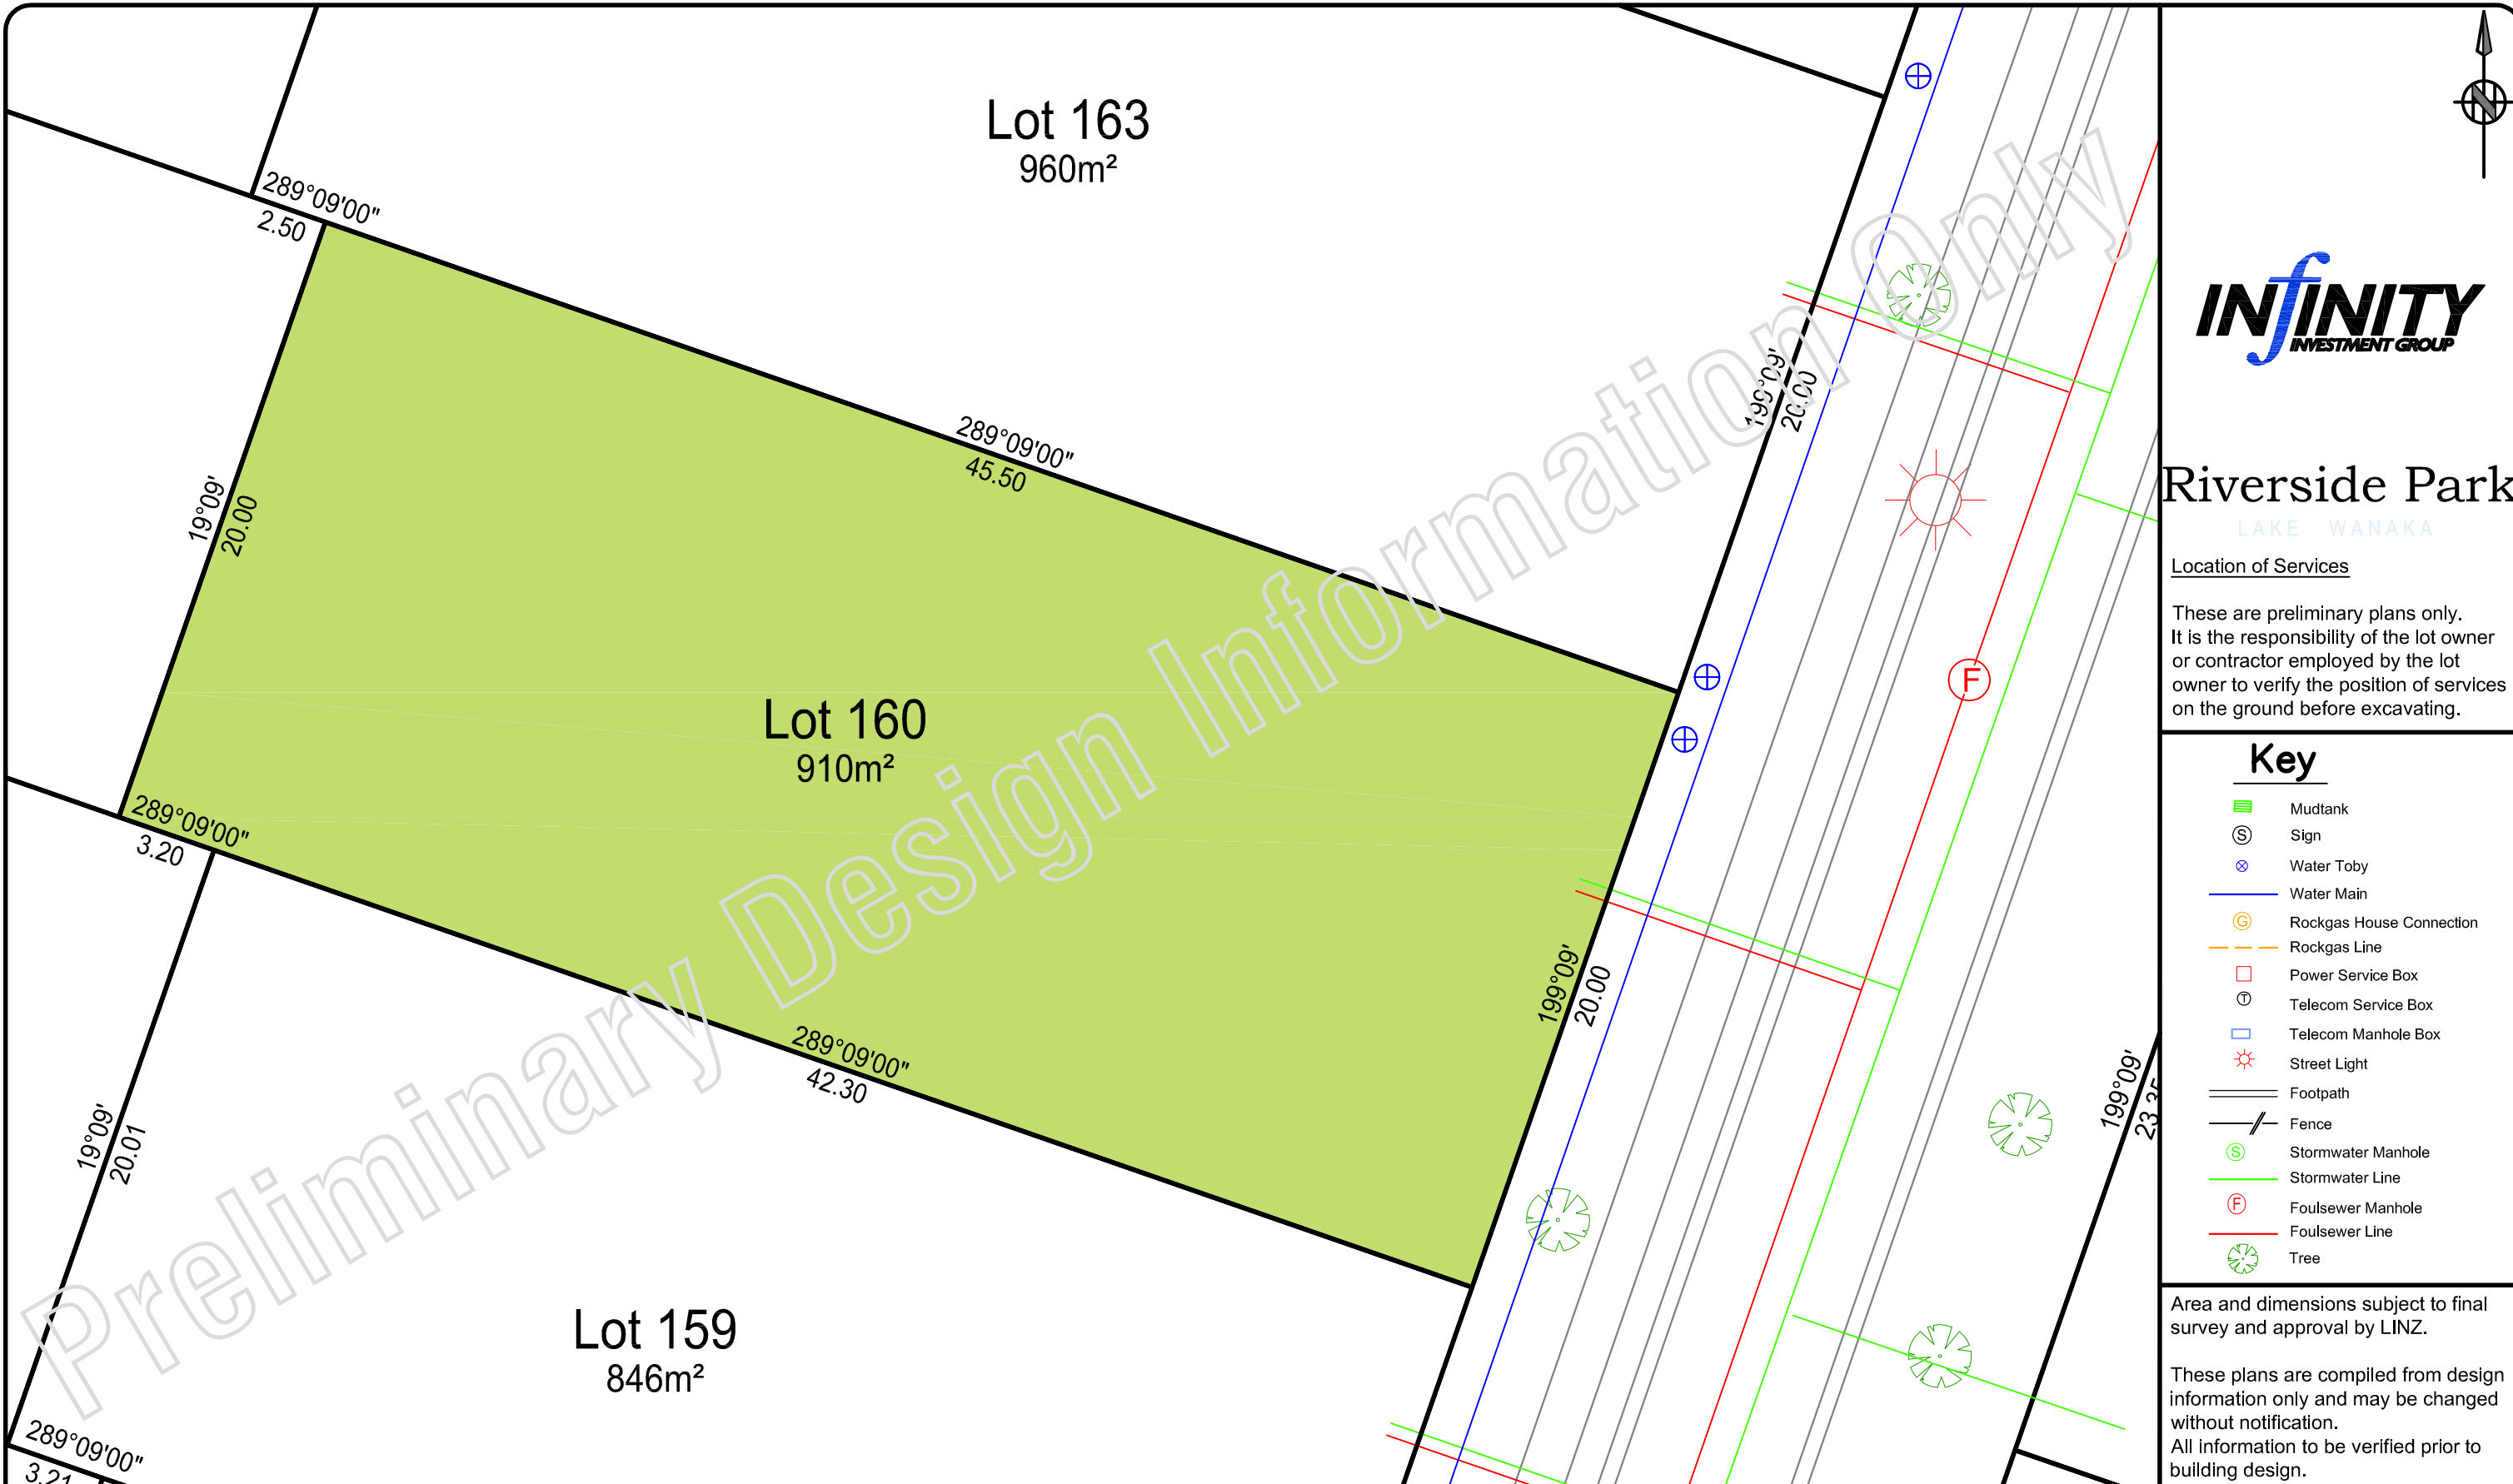 Lot 163
960m²
289°09'00"
2.50
289°09'00"
45.50
199°09'
20.00
19°09'
20.00
Lot 160
910m²
289°09'00"
3.20
199°09'
20.00
289°09'00"
42.30
19°09'
20.01
199°09'
Lot 159
846m²
289°09'00"
3.21
F
Preliminary Design Information Only
N
INfINITY
INVESTMENT GROUP
Riverside Park
LAKE WANAKA
Location of Services
These are preliminary plans only.
It is the responsibility of the lot owner
or contractor employed by the lot
owner to verify the position of services
on the ground before excavating.
Key
Mudtank
S Sign
Water Toby
Water Main
G Rockgas House Connection
Rockgas Line
Power Service Box
T Telecom Service Box
Telecom Manhole Box
Street Light
Footpath
Fence
S Stormwater Manhole
Stormwater Line
F Foulsewer Manhole
Foulsewer Line
Tree
Area and dimensions subject to final
survey and approval by LINZ.
These plans are compiled from design
information only and may be changed
without notification.
All information to be verified prior to
building design.